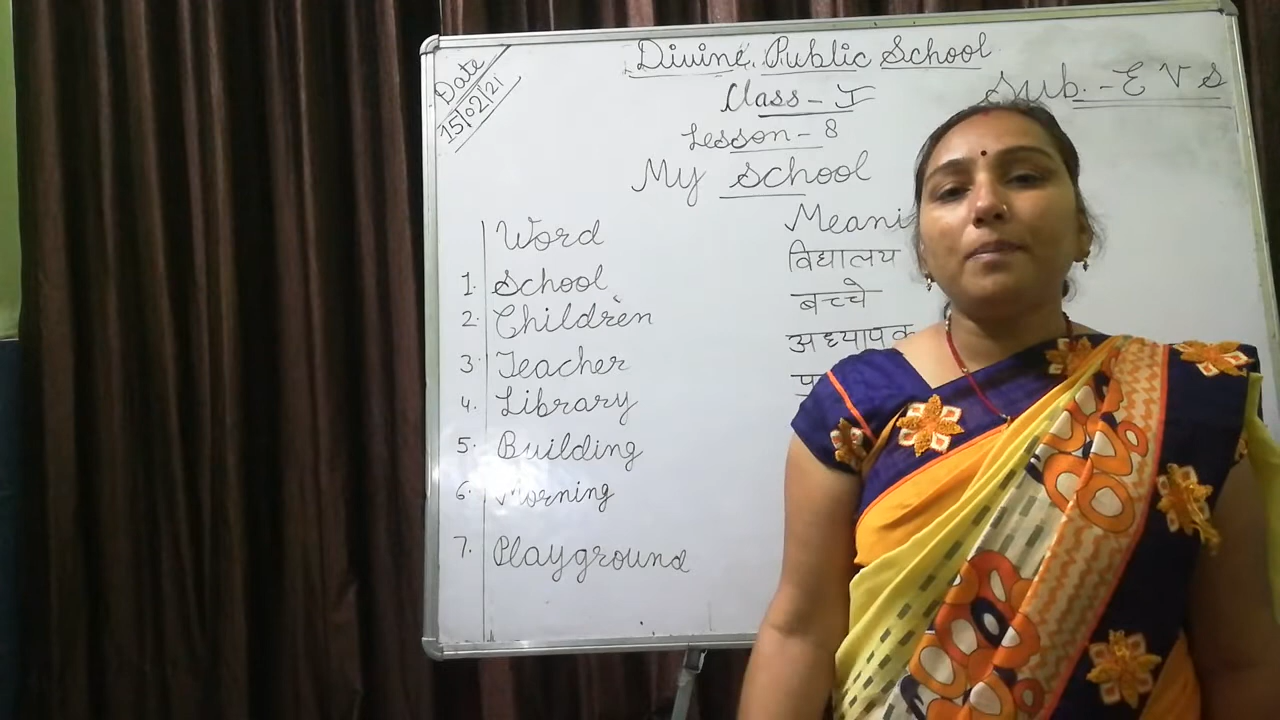 Date
15/02/21
Divine Public School
Class - I
Sub. - E V S
Lesson - 8
My School
Word
1. School विद्यालय
2. Children बच्चे
3. Teacher अध्यापक
4. Library
5. Building
6. Morning
7. Playground